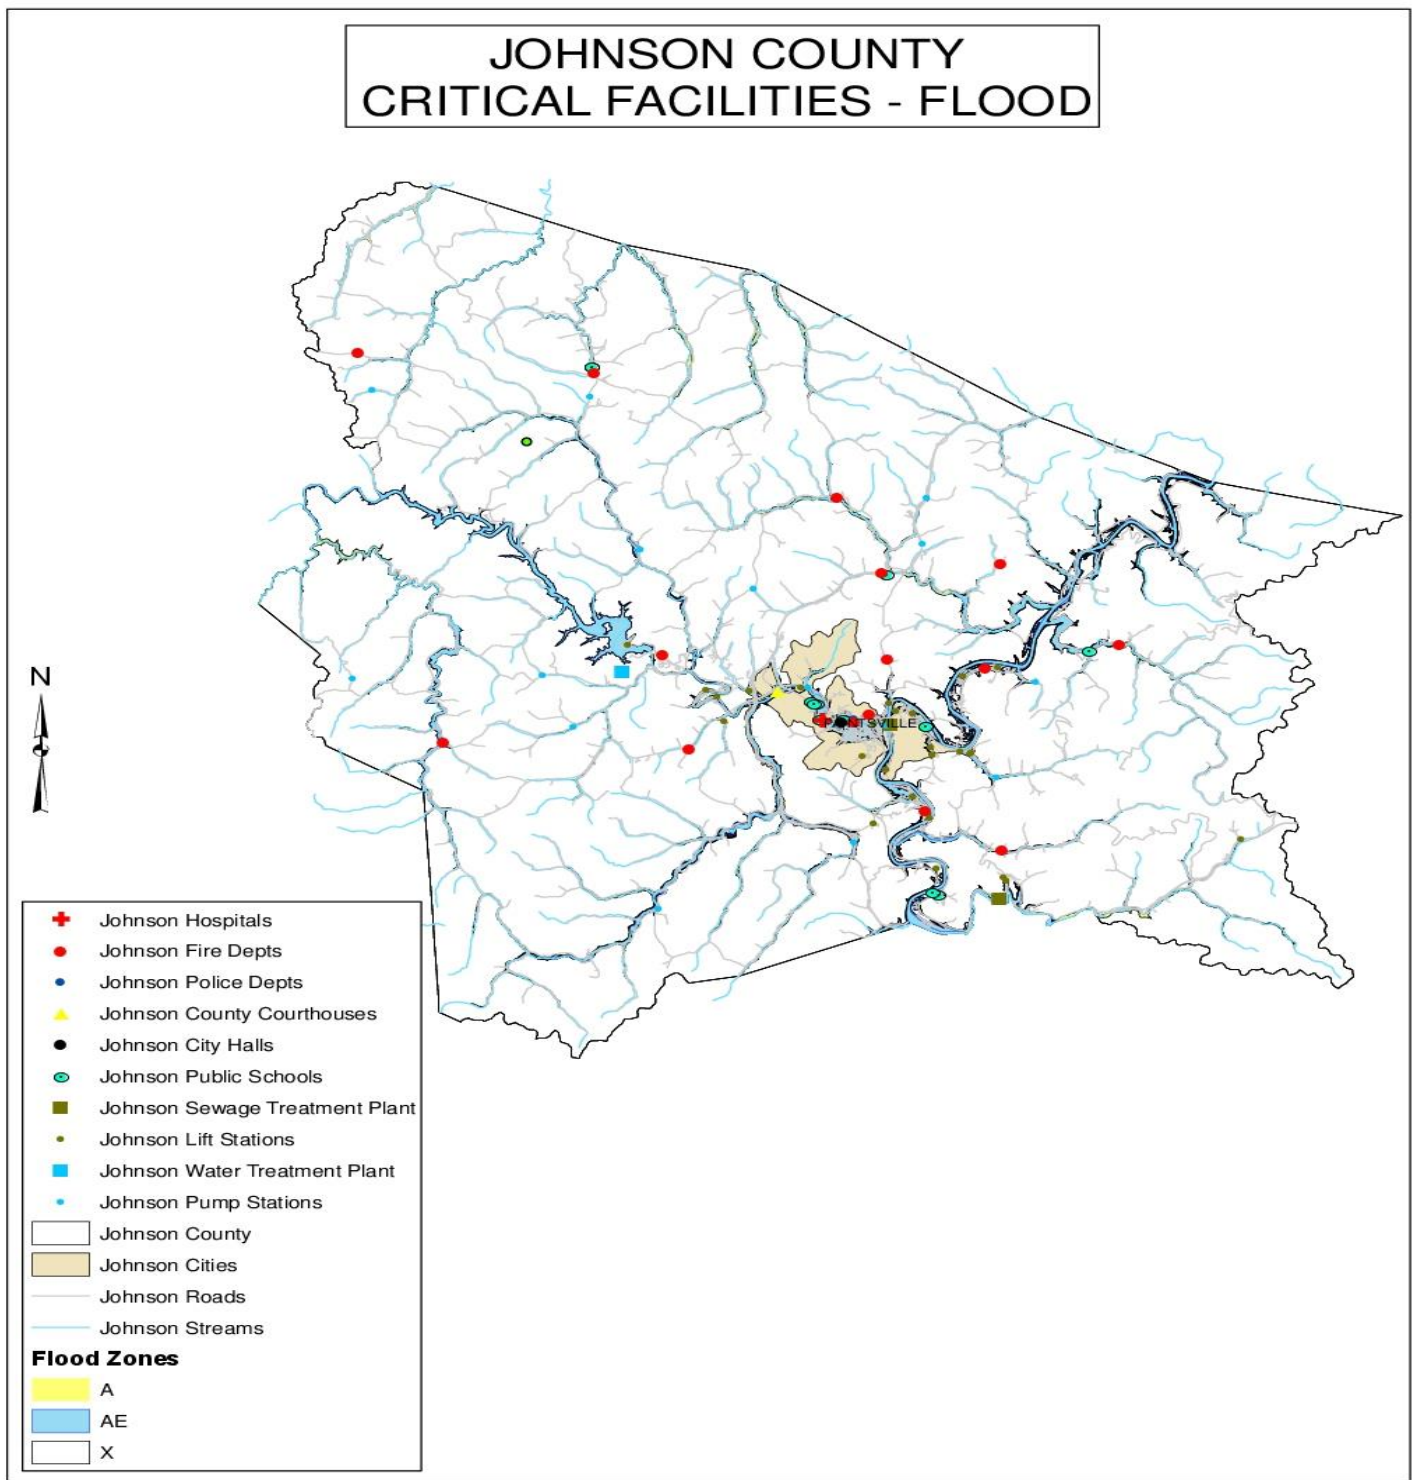 JOHNSON COUNTY
CRITICAL FACILITIES - FLOOD
PAINTSVILLE
N
Johnson Hospitals
Johnson Fire Depts
Johnson Police Depts
Johnson County Courthouses
Johnson City Halls
Johnson Public Schools
Johnson Sewage Treatment Plant
Johnson Lift Stations
Johnson Water Treatment Plant
Johnson Pump Stations
Johnson County
Johnson Cities
Johnson Roads
Johnson Streams
Flood Zones
A
AE
X